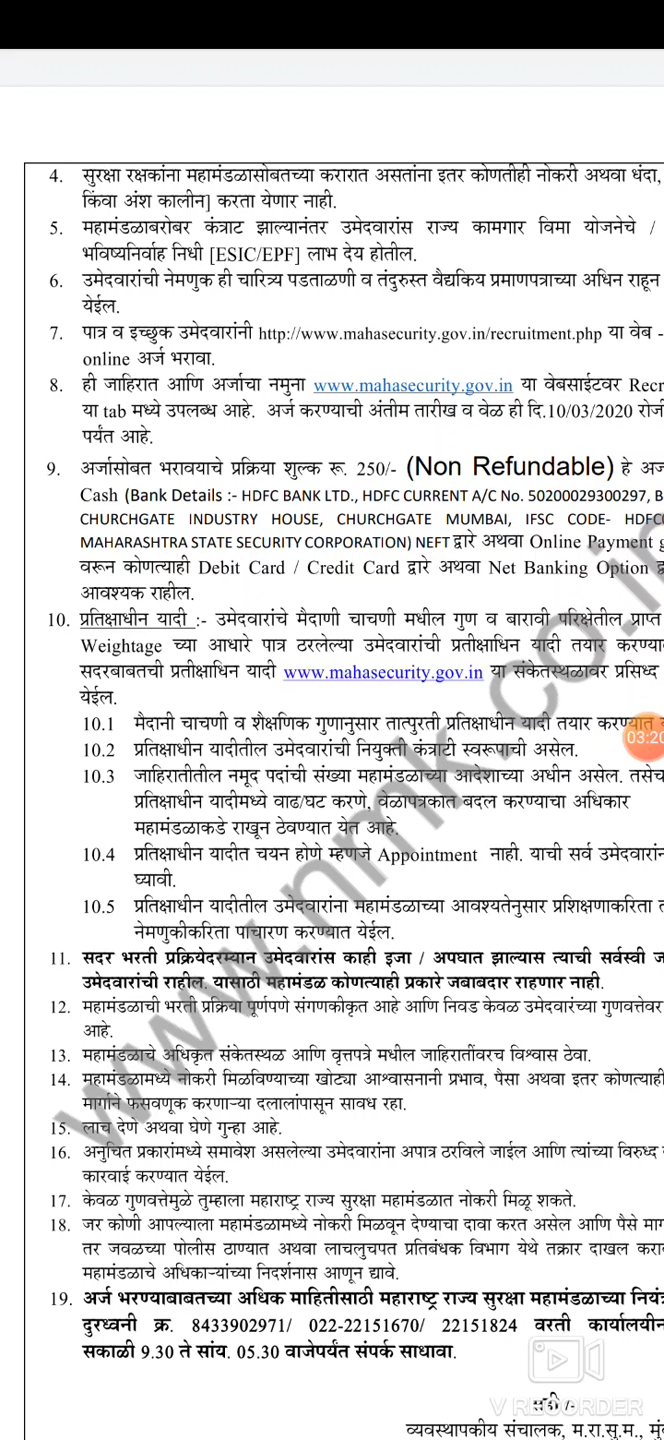 4. सुरक्षा रक्षकांना महामंडळासोबतच्या करारात असतांना इतर कोणतीही नोकरी अथवा धंदा,
किंवा अंश कालीन] करता येणार नाही.
5. महामंडळाबरोबर कंत्राट झाल्यानंतर उमेदवारांस राज्य कामगार विमा योजनेचे /
भविष्यनिर्वाह निधी [ESIC/EPF] लाभ देय होतील.
6. उमेदवारांची नेमणुक ही चारित्र्य पडताळणी व तंदुरुस्त वैद्यकिय प्रमाणपत्राच्या अधिन राहून
येईल.
7. पात्र व इच्छुक उमेदवारांनी http://www.mahasecurity.gov.in/recruitment.php या वेब -
online अर्ज भरावा.
8. ही जाहिरात आणि अर्जाचा नमुना www.mahasecurity.gov.in या वेबसाईटवर Recr
या tab मध्ये उपलब्ध आहे. अर्ज करण्याची अंतीम तारीख व वेळ ही दि.10/03/2020 रोजी
पर्यंत आहे.
9. अर्जासोबत भरावयाचे प्रक्रिया शुल्क रू. 250/- (Non Refundable) हे अर्ज
Cash (Bank Details :- HDFC BANK LTD., HDFC CURRENT A/C No. 50200029300297, B
CHURCHGATE INDUSTRY HOUSE, CHURCHGATE MUMBAI, IFSC CODE- HDFC
MAHARASHTRA STATE SECURITY CORPORATION) NEFT द्वारे अथवा Online Payment g
वरून कोणत्याही Debit Card / Credit Card द्वारे अथवा Net Banking Option द्व
आवश्यक राहील.
10. प्रतिक्षाधीन यादी :- उमेदवारांचे मैदाणी चाचणी मधील गुण व बारावी परिक्षेतील प्राप्त
Weightage च्या आधारे पात्र ठरलेल्या उमेदवारांची प्रतीक्षाधिन यादी तयार करण्या
सदरबाबतची प्रतीक्षाधिन यादी www.mahasecurity.gov.in या संकेतस्थळावर प्रसिध्द
येईल.
10.1 मैदानी चाचणी व शैक्षणिक गुणानुसार तात्पुरती प्रतिक्षाधीन यादी तयार करण्यात
03:20
10.2 प्रतिक्षाधीन यादीतील उमेदवारांची नियुक्ती कंत्राटी स्वरूपाची असेल.
10.3 जाहिरातीतील नमूद पदांची संख्या महामंडळाच्या आदेशाच्या अधीन असेल. तसेच
प्रतिक्षाधीन यादीमध्ये वाढ/घट करणे, वेळापत्रकात बदल करण्याचा अधिकार
महामंडळाकडे राखून ठेवण्यात येत आहे.
10.4 प्रतिक्षाधीन यादीत चयन होणे म्हणजे Appointment नाही. याची सर्व उमेदवारांन
घ्यावी.
10.5 प्रतिक्षाधीन यादीतील उमेदवारांना महामंडळाच्या आवश्यतेनुसार प्रशिक्षणाकरिता त
नेमणुकीकरिता पाचारण करण्यात येईल.
11. सदर भरती प्रक्रियेदरम्यान उमेदवारांस काही इजा / अपघात झाल्यास त्याची सर्वस्वी ज
उमेदवारांची राहील. यासाठी महामंडळ कोणत्याही प्रकारे जबाबदार राहणार नाही.
12. महामंडळाची भरती प्रक्रिया पूर्णपणे संगणकीकृत आहे आणि निवड केवळ उमेदवारंच्या गुणवत्तेवर
आहे.
13. महामंडळाचे अधिकृत संकेतस्थळ आणि वृत्तपत्रे मधील जाहिरातींवरच विश्वास ठेवा.
14. महामंडळामध्ये नोकरी मिळविण्याच्या खोट्या आश्वासनानी प्रभाव, पैसा अथवा इतर कोणत्याही
मार्गाने फसवणूक करणाऱ्या दलालांपासून सावध रहा.
15. लाच देणे अथवा घेणे गुन्हा आहे.
16. अनुचित प्रकारांमध्ये समावेश असलेल्या उमेदवारांना अपात्र ठरविले जाईल आणि त्यांच्या विरुध्द
कारवाई करण्यात येईल.
17. केवळ गुणवत्तेमुळे तुम्हाला महाराष्ट्र राज्य सुरक्षा महामंडळात नोकरी मिळू शकते.
18. जर कोणी आपल्याला महामंडळामध्ये नोकरी मिळवून देण्याचा दावा करत असेल आणि पैसे माग
तर जवळच्या पोलीस ठाण्यात अथवा लाचलुचपत प्रतिबंधक विभाग येथे तक्रार दाखल करा
महामंडळाचे अधिकाऱ्यांच्या निदर्शनास आणून द्यावे.
19. अर्ज भरण्याबाबतच्या अधिक माहितीसाठी महाराष्ट्र राज्य सुरक्षा महामंडळाच्या नियंत्र
दुरध्वनी क्र. 8433902971/ 022-22151670/ 22151824 वरती कार्यालयीन
सकाळी 9.30 ते सांय. 05.30 वाजेपर्यंत संपर्क साधावा.
सही /-
V RECORDER
व्यवस्थापकीय संचालक, म.रा.सु.म., मुं
www.nmk.co.in